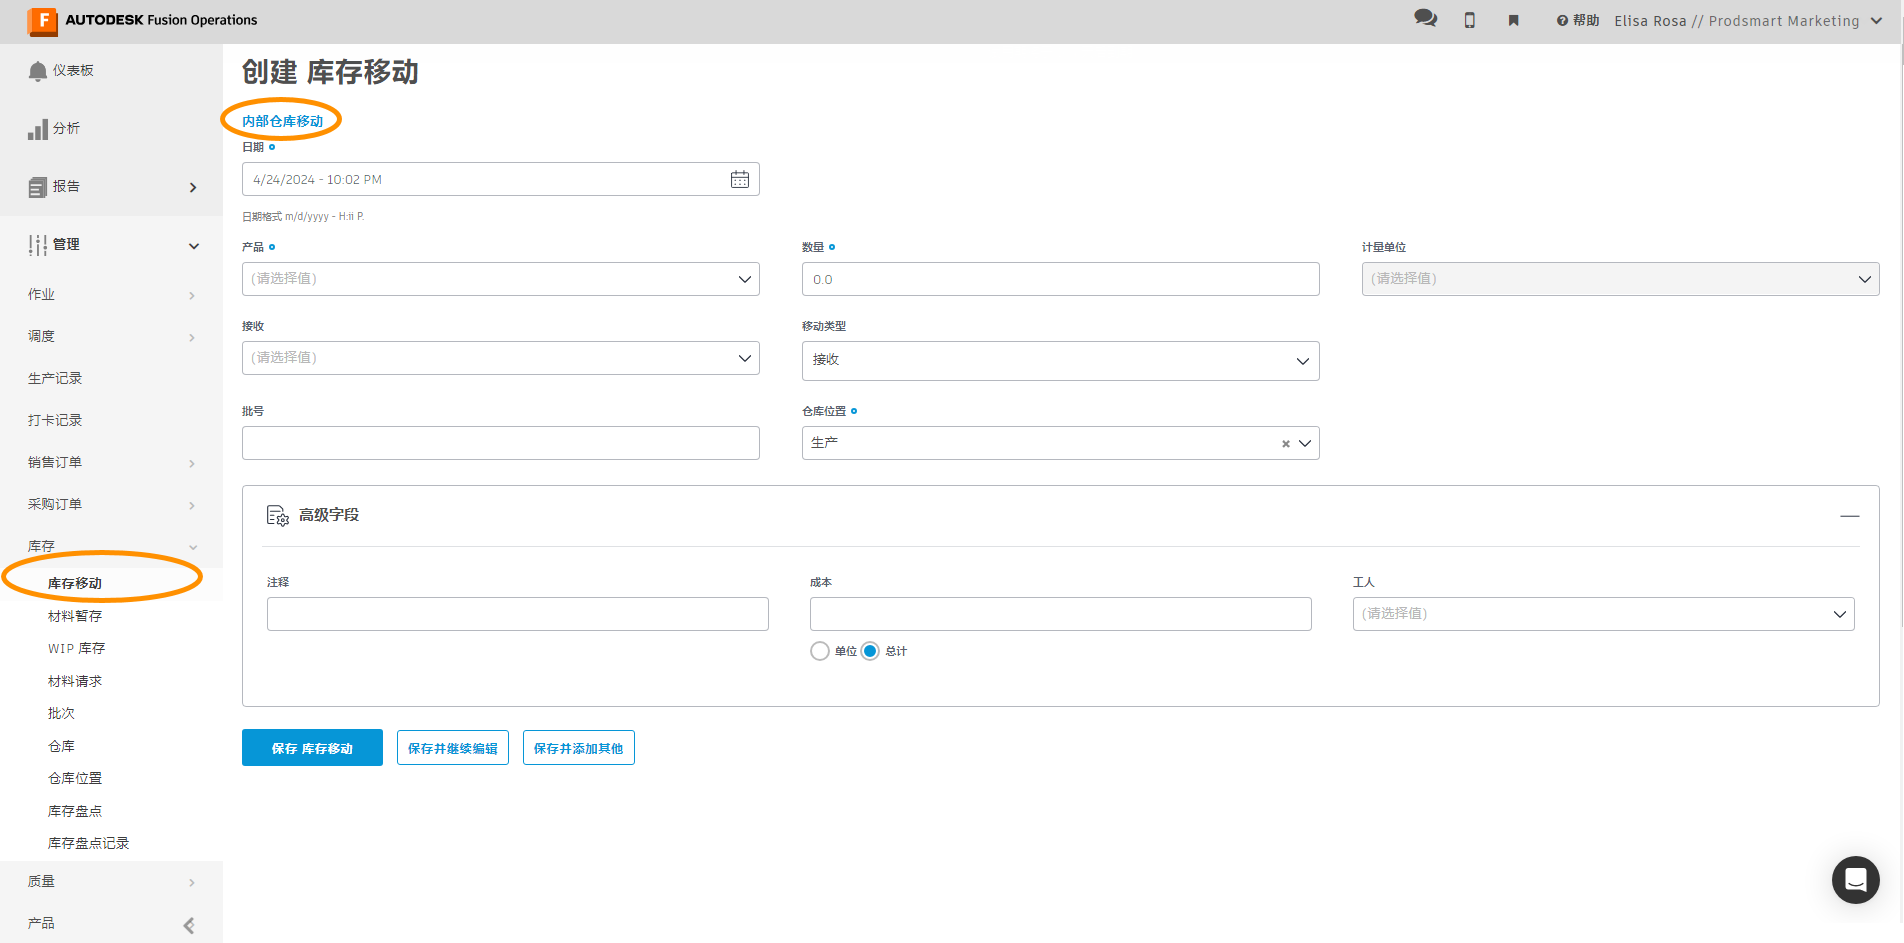 AUTODESK Fusion Operations
帮助
Elisa Rosa // Prodsmart Marketing
仪表板
分析
报告
管理
作业
调度
生产记录
打卡记录
销售订单
采购订单
库存
库存移动
材料暂存
WIP 库存
材料请求
批次
仓库
仓库位置
库存盘点
库存盘点记录
质量
产品
创建 库存移动
内部仓库移动
日期
4/24/2024 - 10:02 PM
日期格式 m/d/yyyy - H:ii P.
产品
数量
计量单位
(请选择值)
0.0
(请选择值)
接收
移动类型
(请选择值)
接收
批号
仓库位置
生产
高级字段
注释
成本
工人
(请选择值)
单位
总计
保存 库存移动
保存并继续编辑
保存并添加其他